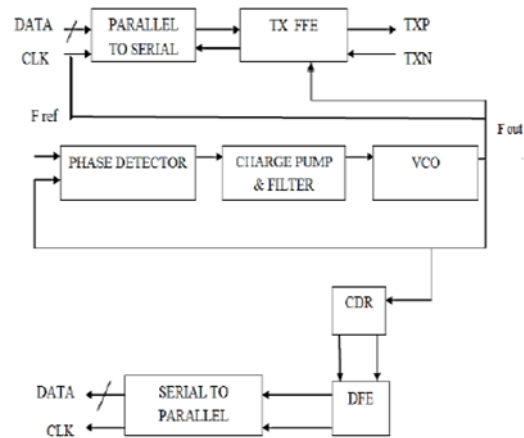 DATA
PARALLEL
TO SERIAL
TX FFE
TXP
CLK
TXN
F ref
F out
PHASE DETECTOR
CHARGE PUMP
& FILTER
VCO
CDR
DATA
SERIAL TO
PARALLEL
DFE
CLK